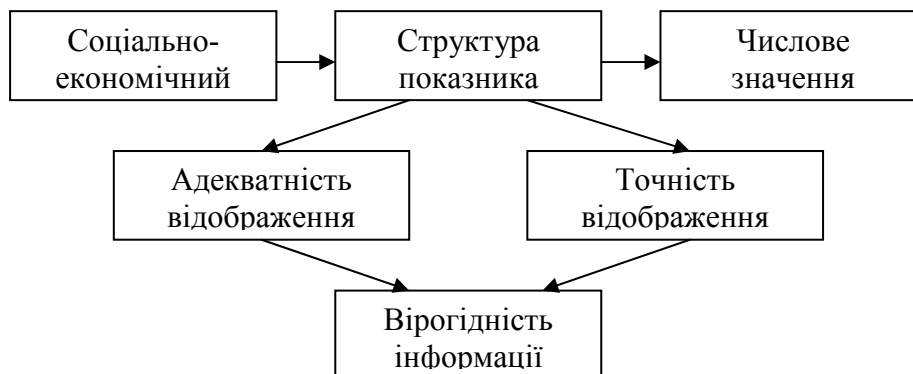 Соціально-
економічний
Структура
показника
Числове
значення
Адекватність
відображення
Точність
відображення
Вірогідність
інформації